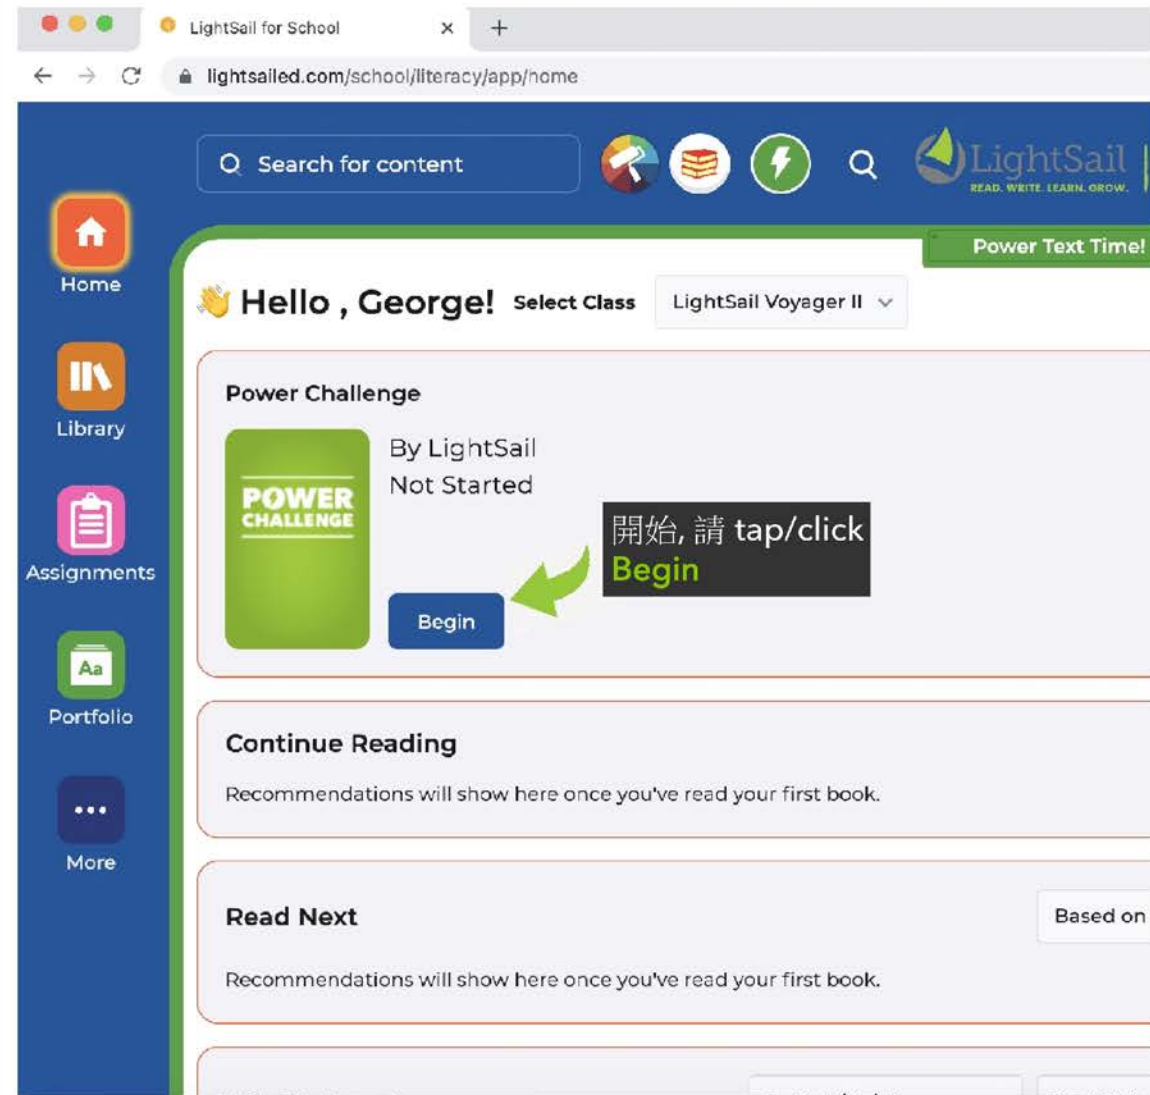 LightSail for School
lightsailed.com/school/literacy/app/home
Search for content
LightSail
READ. WRITE. LEARN. GROW.
Power Text Time!
Home
Hello , George! Select Class LightSail Voyager II
Library
Power Challenge
POWER
CHALLENGE
By LightSail
Not Started
開始, 請 tap/click
Begin
Begin
Assignments
Aa
Portfolio
Continue Reading
Recommendations will show here once you've read your first book.
More
Read Next
Based on
Recommendations will show here once you've read your first book.